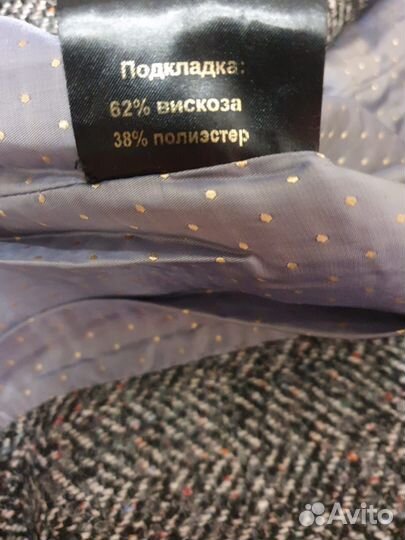 Подкладка:
62% вискоза
38% полиэстер
Avito